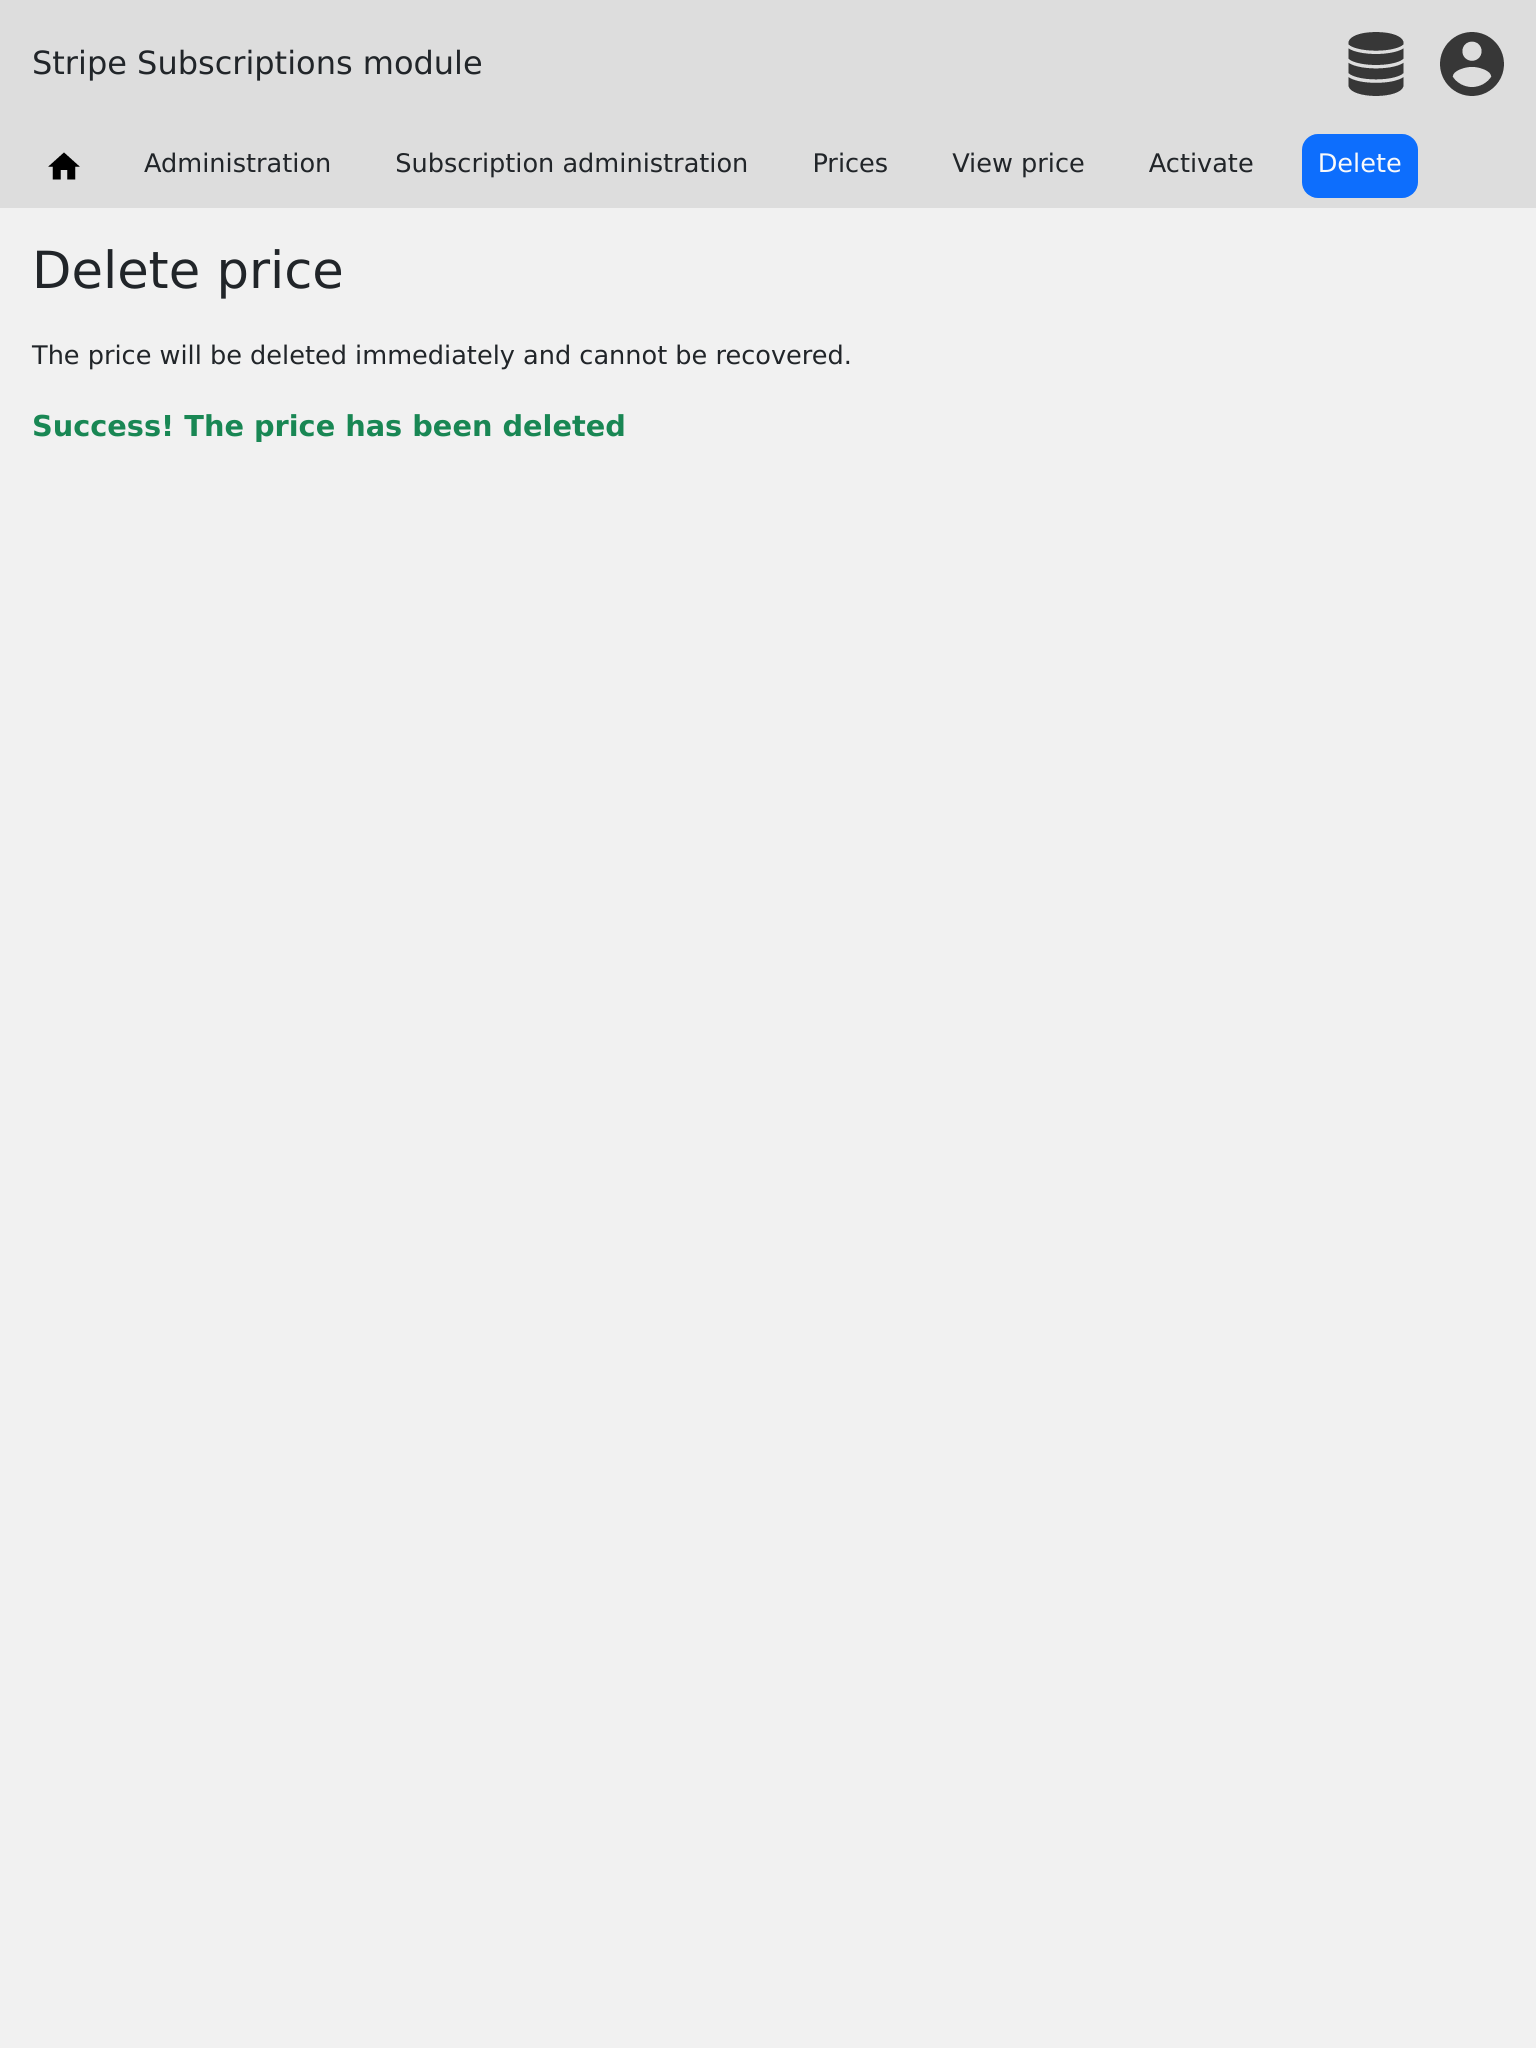 Stripe Subscriptions module
Administration Subscription administration Prices View price Activate Delete
Delete price
The price will be deleted immediately and cannot be recovered.
Success! The price has been deleted